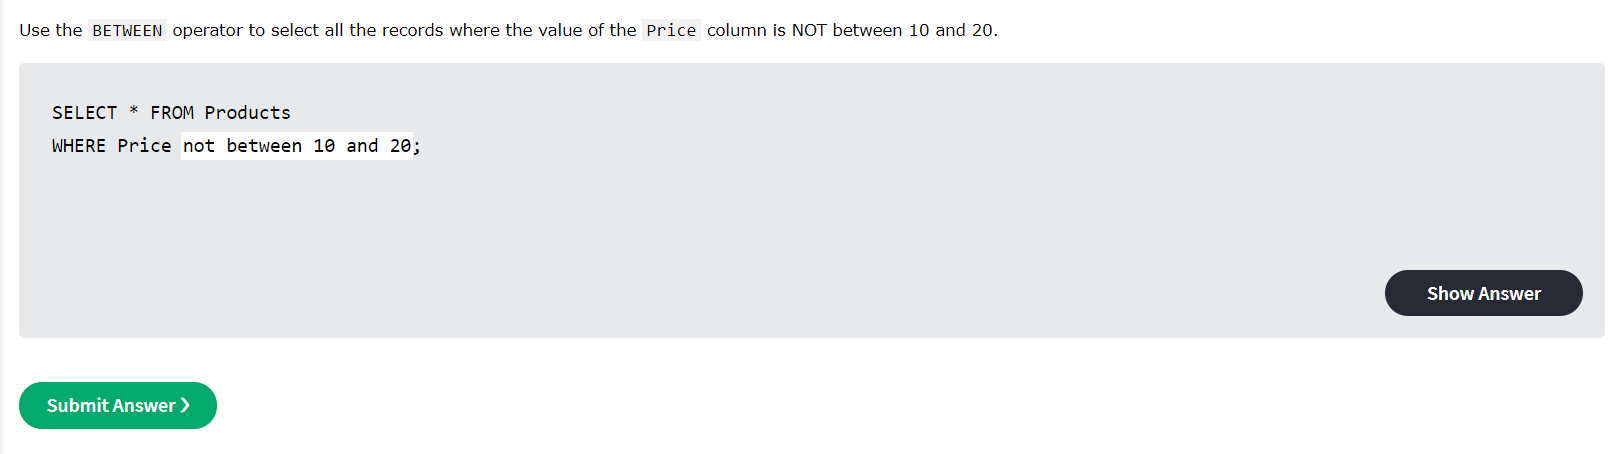 Use the BETWEEN operator to select all the records where the value of the Price column is NOT between 10 and 20.
SELECT * FROM Products
WHERE Price not between 10 and 20;
Show Answer
Submit Answer ❯